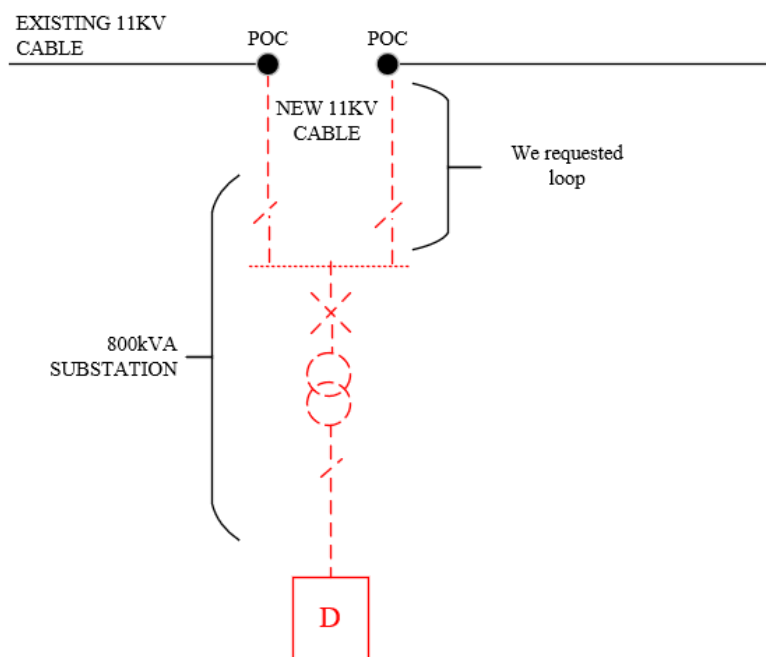 EXISTING 11KV
CABLE
POC
POC
NEW 11KV
CABLE
We requested
loop
800kVA
SUBSTATION
D